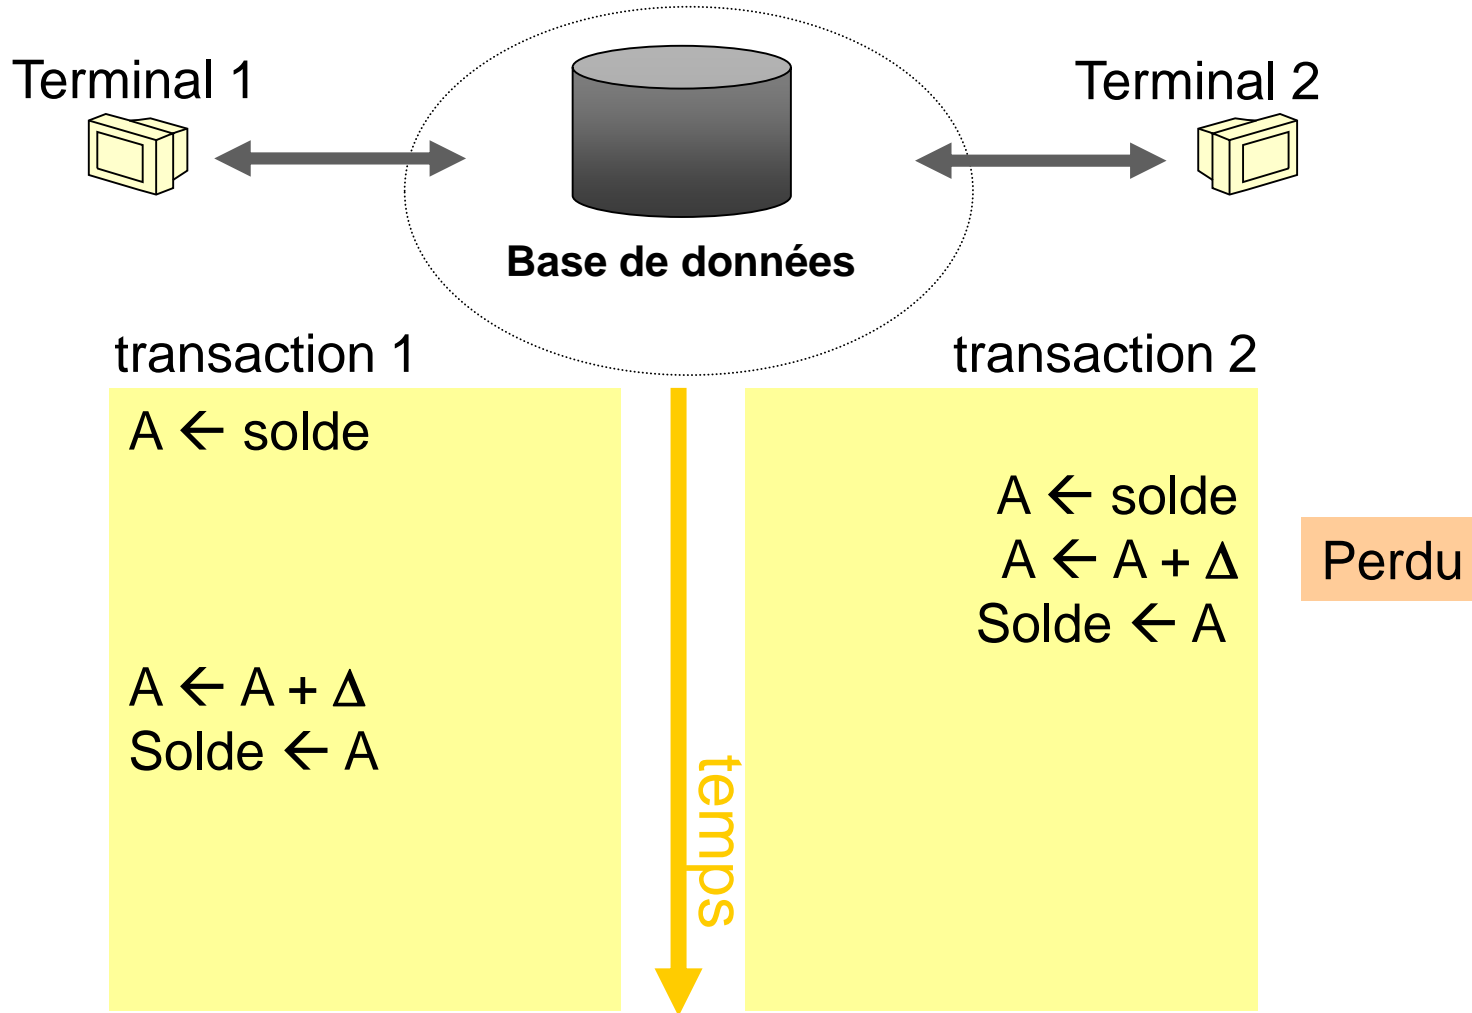 Terminal 1
Terminal 2
Base de données
transaction 1
transaction 2
A ← solde
A ← solde
A ← A + Δ
Solde ← A
Perdu
A ← A + Δ
Solde ← A
temps